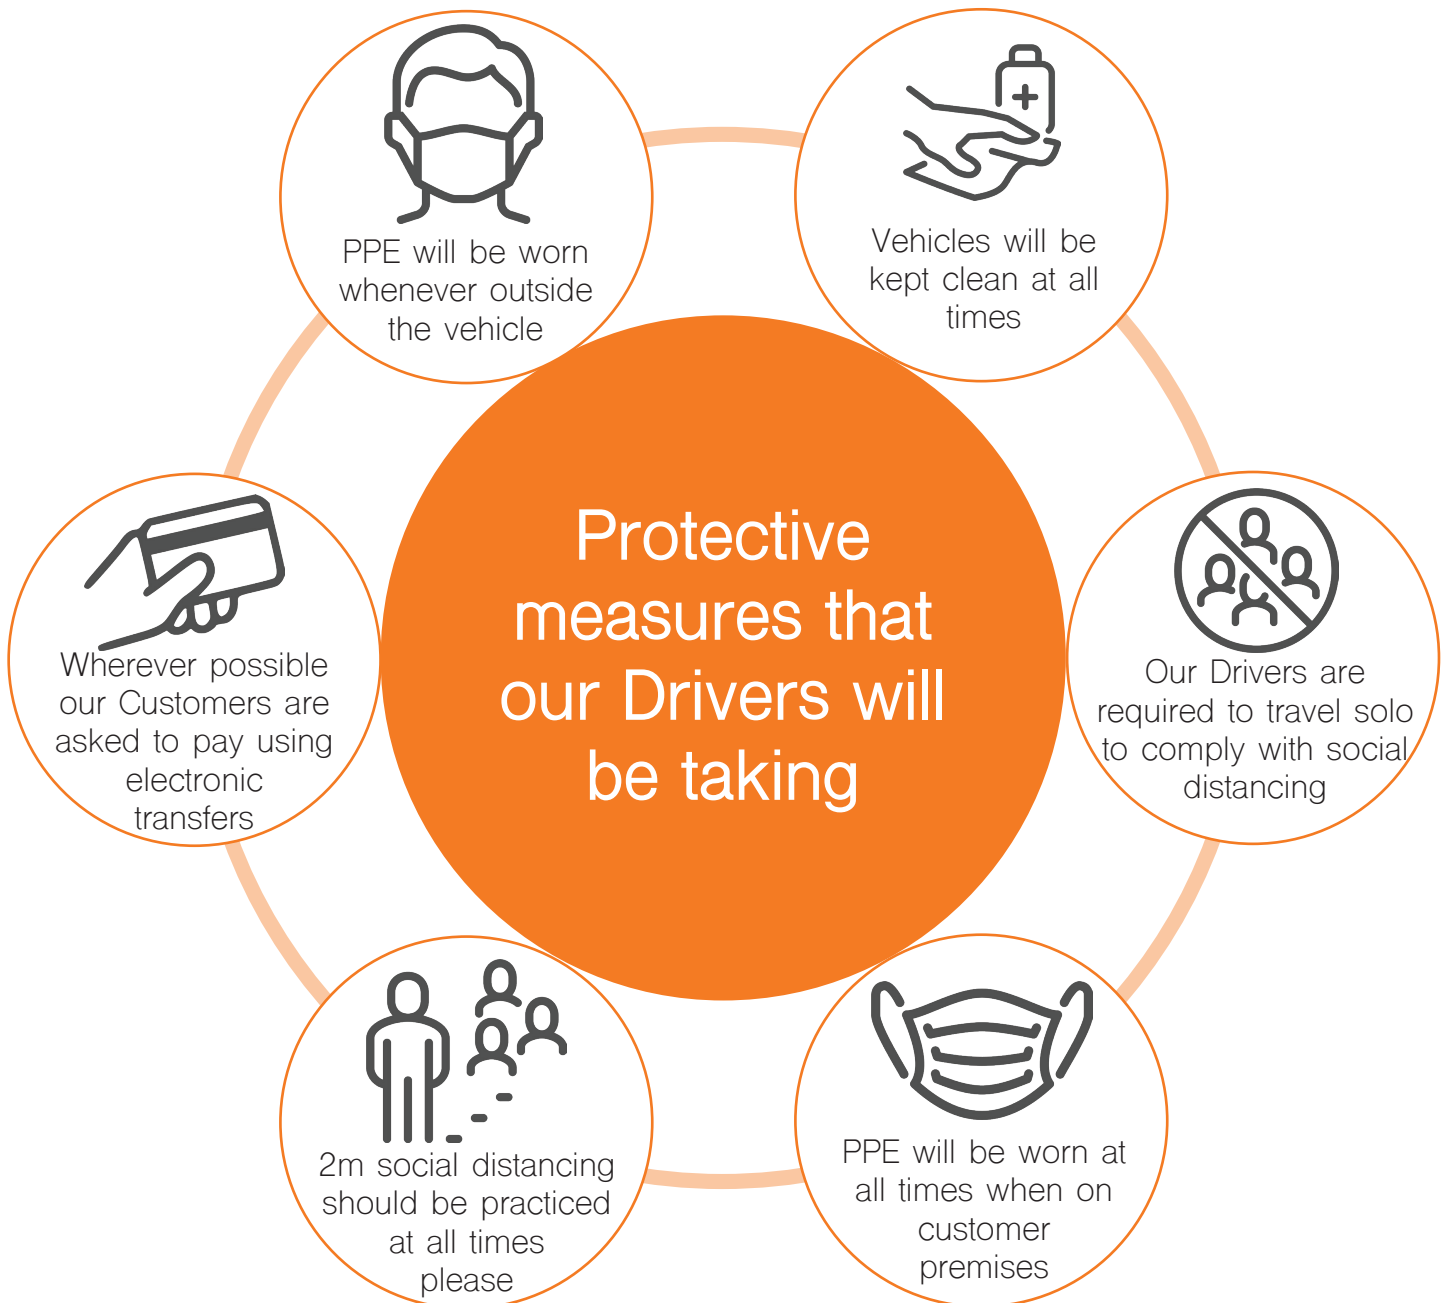 PPE will be worn
whenever outside
the vehicle
Vehicles will be
kept clean at all
times
Protective
measures that
our Drivers will
be taking
Wherever possible
our Customers are
asked to pay using
electronic
transfers
Our Drivers are
required to travel solo
to comply with social
distancing
2m social distancing
should be practiced
at all times
please
PPE will be worn at
all times when on
customer
premises